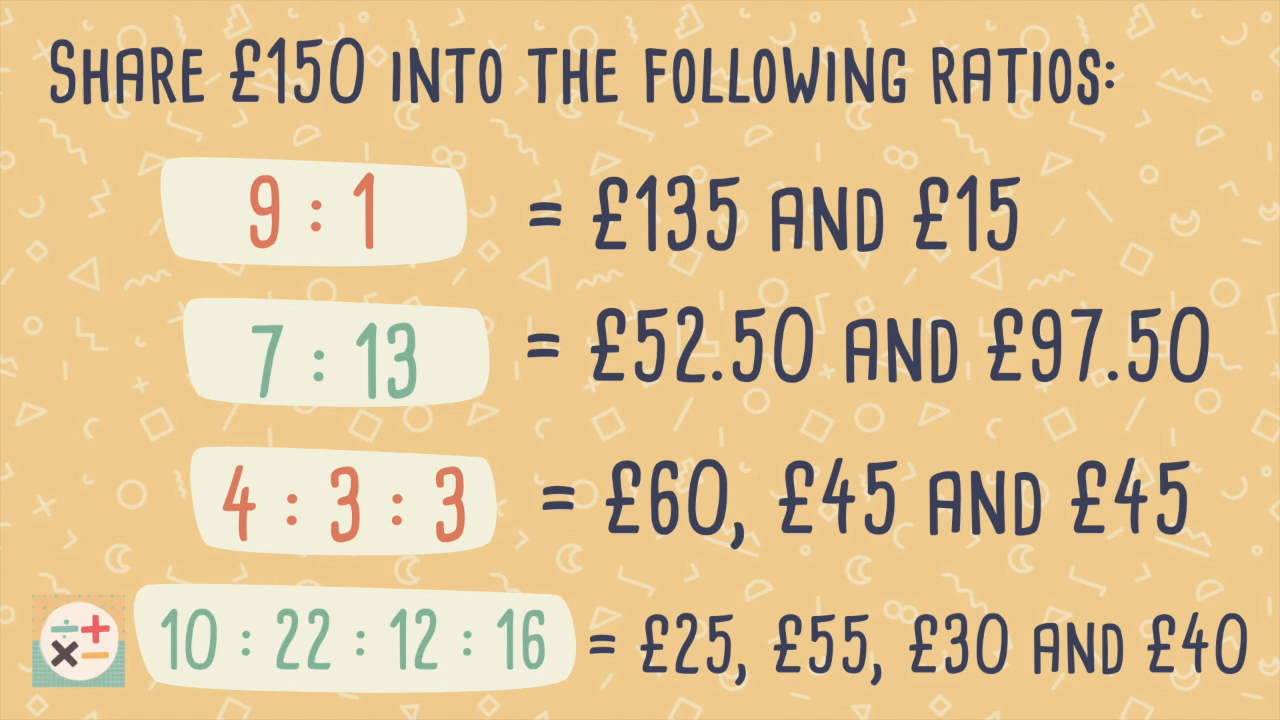 SHARE £150 INTO THE FOLLOWING RATIOS:
9 : 1 = £135 AND £15
7 : 13 = £52.50 AND £97.50
4 : 3 : 3 = £60, £45 AND £45
10 : 22 : 12 : 16 = £25, £55, £30 AND £40